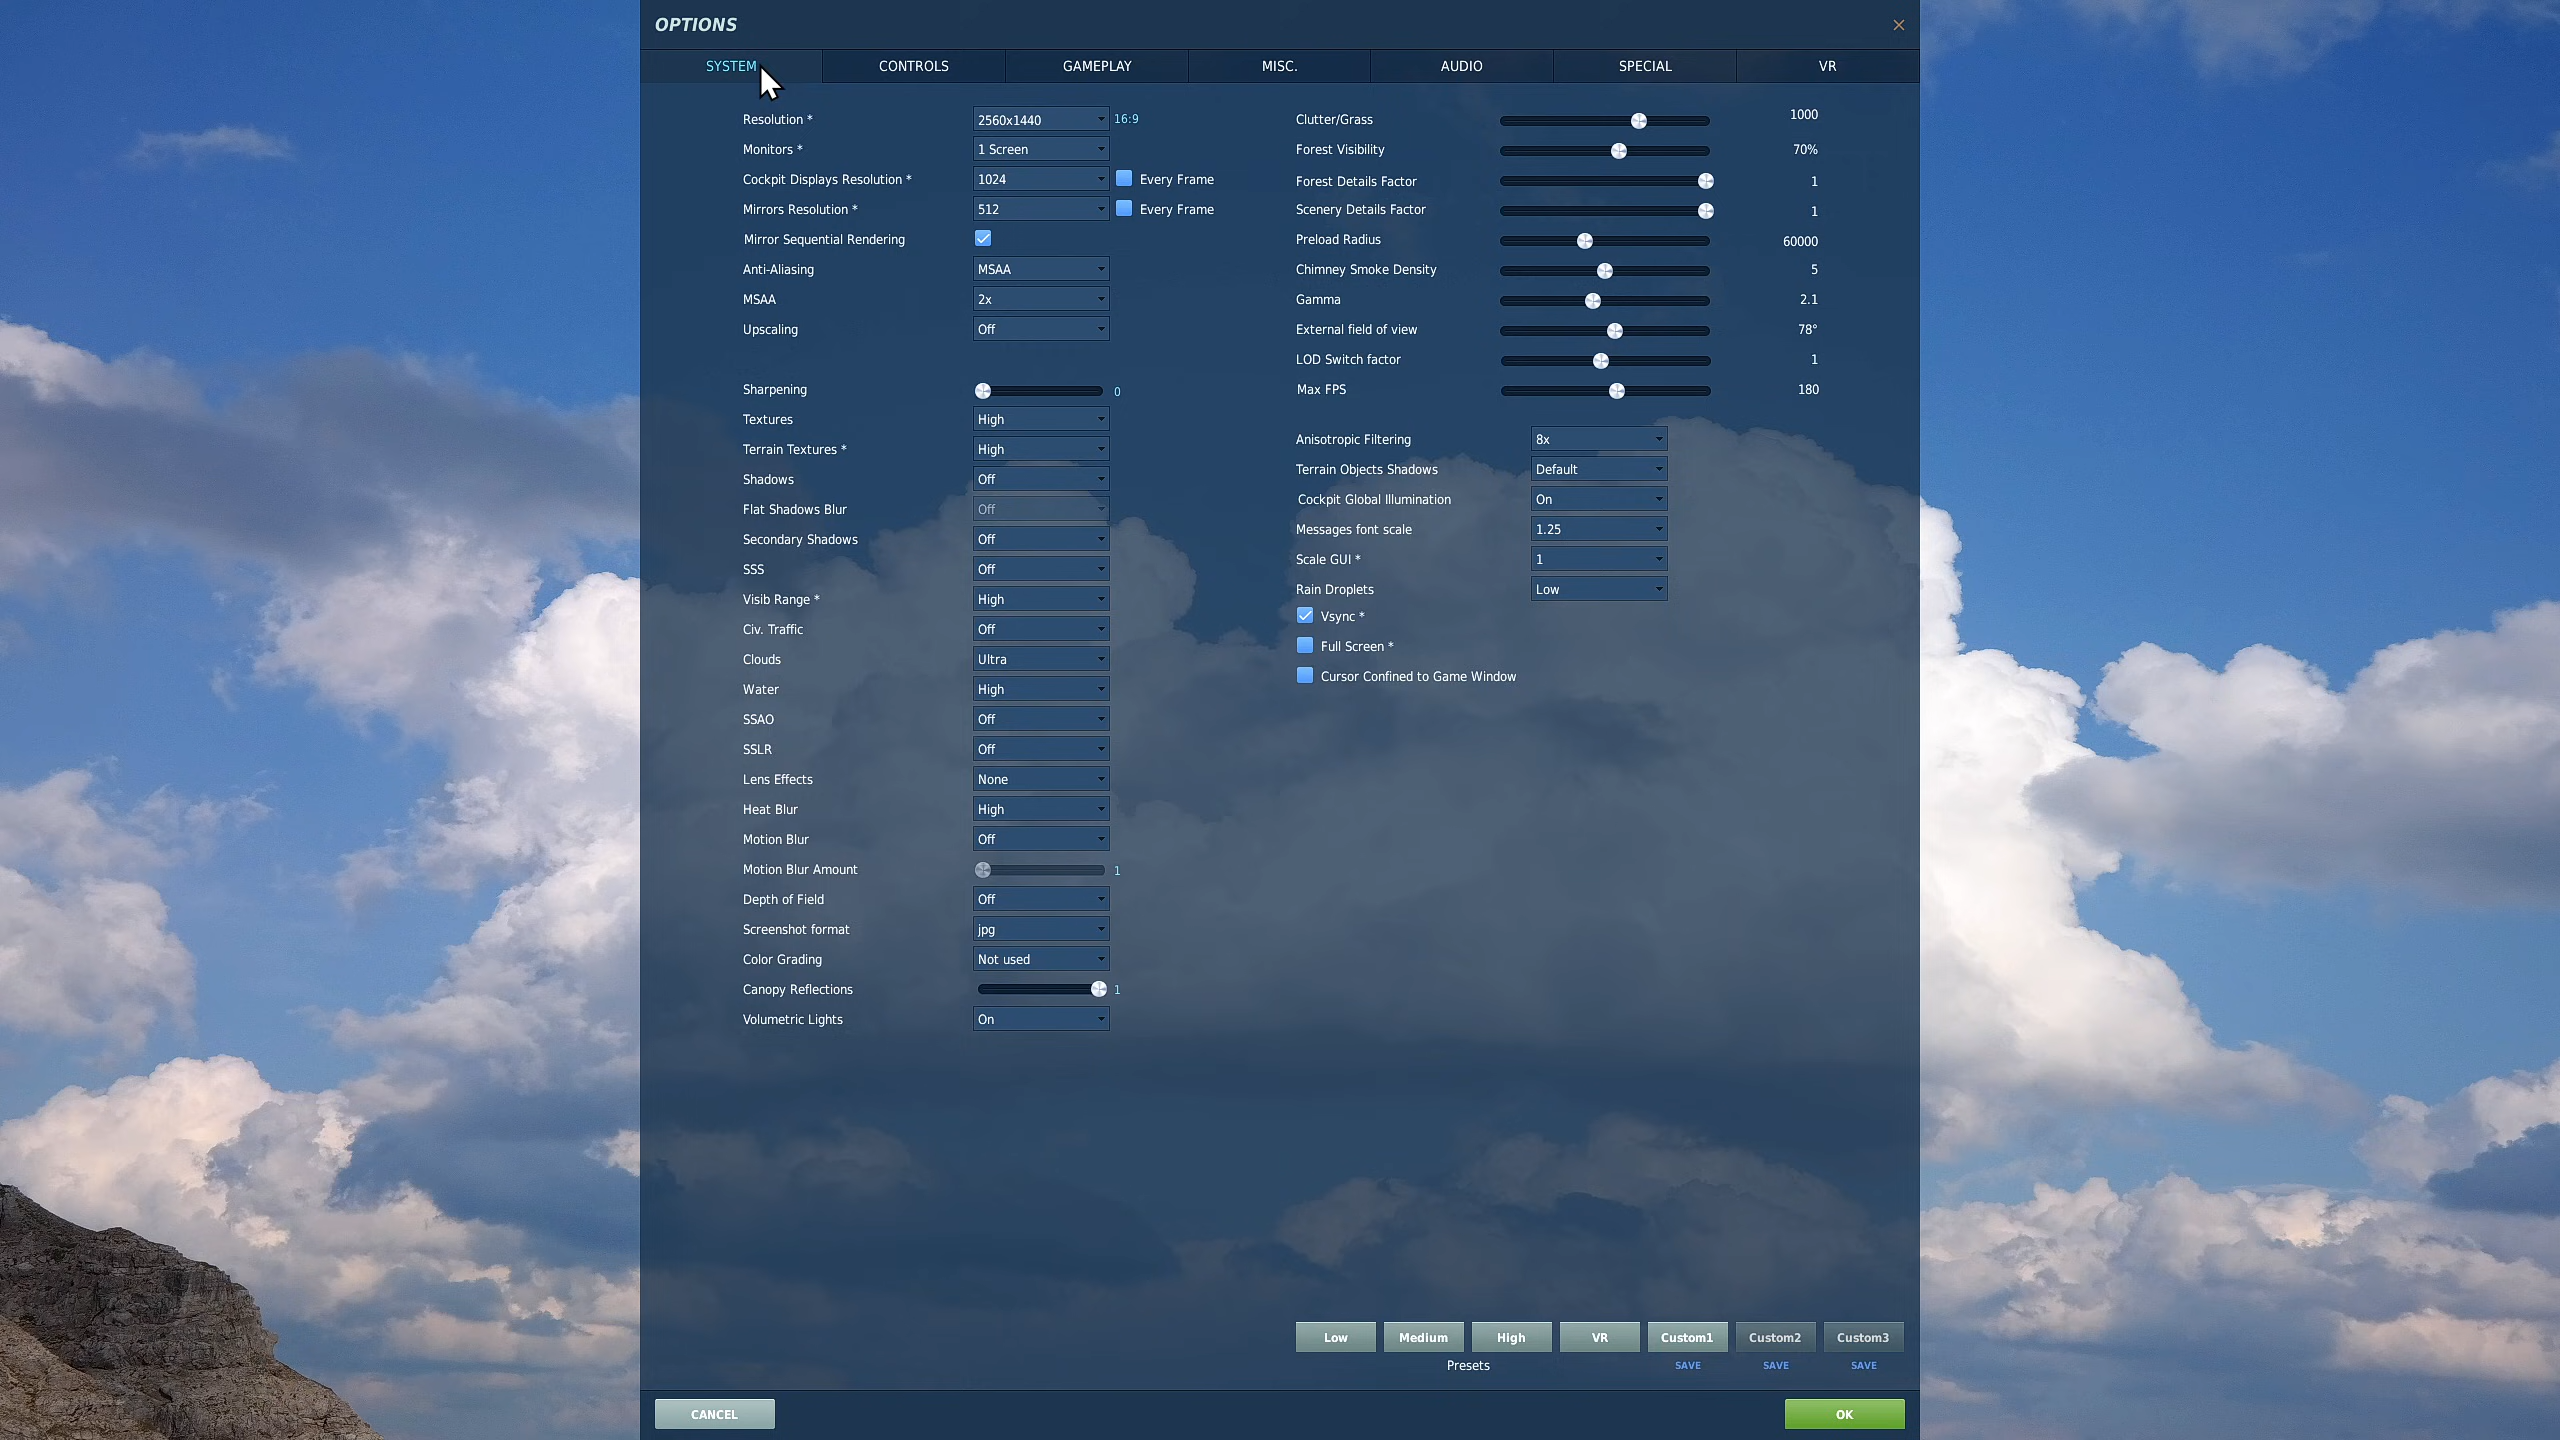 OPTIONS
SYSTEM CONTROLS GAMEPLAY MISC. AUDIO SPECIAL VR
Resolution * 2560x1440 16:9
Monitors * 1 Screen
Cockpit Displays Resolution * 1024 Every Frame
Mirrors Resolution * 512 Every Frame
Mirror Sequential Rendering
Anti-Aliasing MSAA
MSAA 2x
Upscaling Off
Sharpening 0
Textures High
Terrain Textures * High
Shadows Off
Flat Shadows Blur Off
Secondary Shadows Off
SSS Off
Visib Range * High
Civ. Traffic Off
Clouds Ultra
Water High
SSAO Off
SSLR Off
Lens Effects None
Heat Blur High
Motion Blur Off
Motion Blur Amount 1
Depth of Field Off
Screenshot format jpg
Color Grading Not used
Canopy Reflections 1
Volumetric Lights On
Clutter/Grass 1000
Forest Visibility 70%
Forest Details Factor 1
Scenery Details Factor 1
Preload Radius 60000
Chimney Smoke Density 5
Gamma 2.1
External field of view 78°
LOD Switch factor 1
Max FPS 180
Anisotropic Filtering 8x
Terrain Objects Shadows Default
Cockpit Global Illumination On
Messages font scale 1.25
Scale GUI * 1
Rain Droplets Low
Vsync *
Full Screen *
Cursor Confined to Game Window
Low Medium High VR Custom1 Custom2 Custom3
Presets SAVE SAVE SAVE
CANCEL OK